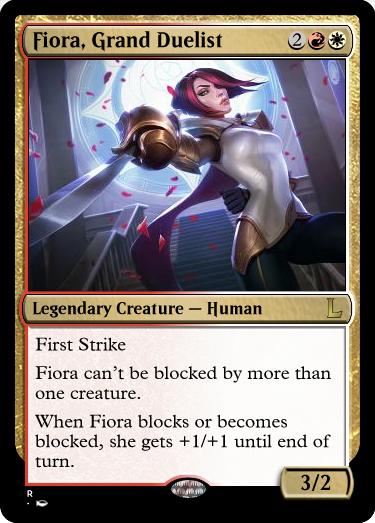 Fiora, Grand Duelist 2
Legendary Creature — Human L
First Strike
Fiora can't be blocked by more than
one creature.
When Fiora blocks or becomes
blocked, she gets +1/+1 until end of
turn.
3/2
R